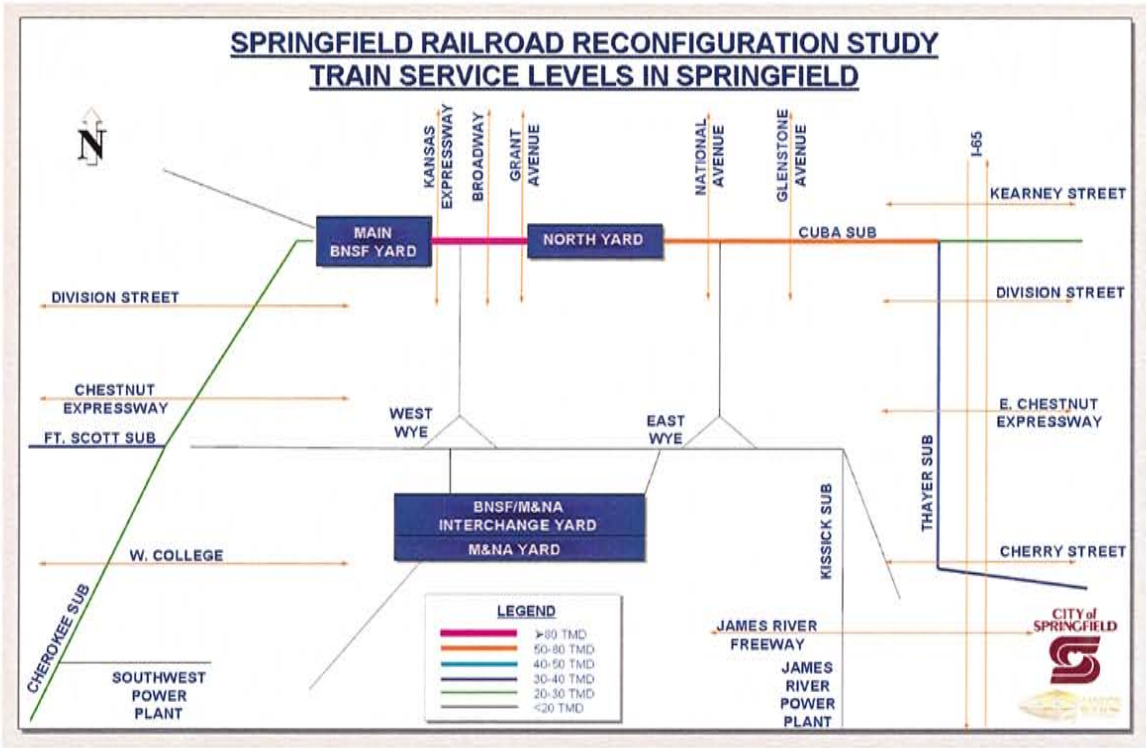 SPRINGFIELD RAILROAD RECONFIGURATION STUDY
TRAIN SERVICE LEVELS IN SPRINGFIELD
N
KANSAS
EXPRESSWAY
BROADWAY
GRANT
AVENUE
NATIONAL
AVENUE
GLENSTONE
AVENUE
I-65
KEARNEY STREET
MAIN
BNSF YARD
NORTH YARD
CUBA SUB
DIVISION STREET
DIVISION STREET
CHESTNUT
EXPRESSWAY
E. CHESTNUT
EXPRESSWAY
FT. SCOTT SUB
WEST
WYE
EAST
WYE
THAYER SUB
BNSF/M&NA
INTERCHANGE YARD
M&NA YARD
KISSICK SUB
W. COLLEGE
CHERRY STREET
CHEROKEE SUB
LEGEND
➤80 TMD
50-80 TMD
40-50 TMD
30-40 TMD
20-30 TMD
<20 TMD
JAMES RIVER
FREEWAY
CITY of
SPRINGFIELD
SOUTHWEST
POWER
PLANT
JAMES
RIVER
POWER
PLANT